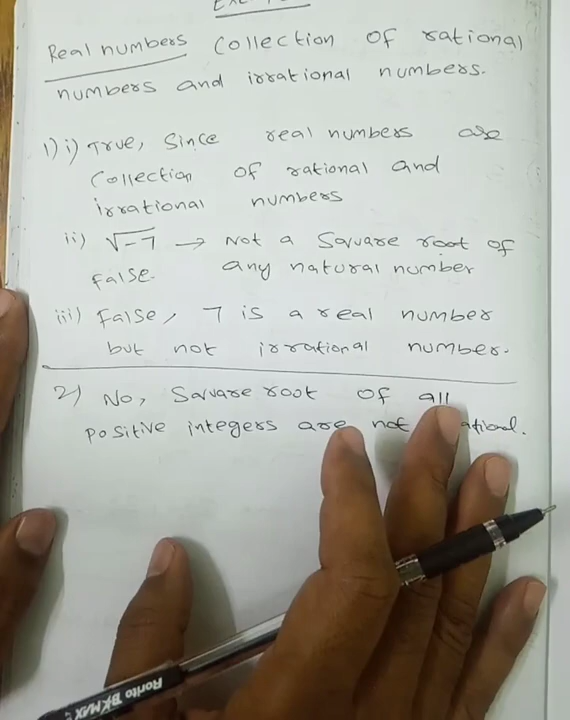 Real numbers collection of rational
numbers and irrational numbers.
1) i) True, Since real numbers are
collection of rational and
irrational numbers
ii) √-7 → Not a Square root of
False. any natural number
iii) False, 7 is a real number
but not irrational number.
2) No, Square root of all
positive integers are not
Rorito BKMAX